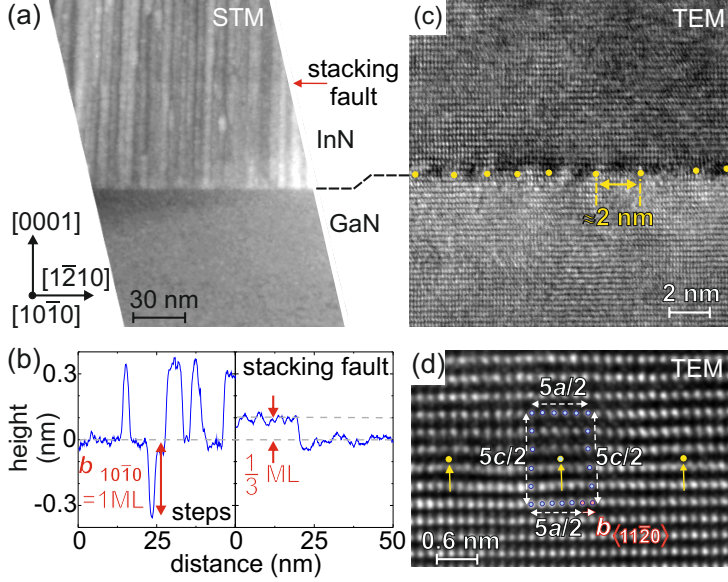 (a)
STM
stacking
fault
InN
GaN
[0001]
[12̄10]
[101̄0]
30 nm
(c)
TEM
≈2 nm
2 nm
(b)
0.3
0
-0.3
height
(nm)
b 101̄0
=1ML
steps
stacking fault
1/3 ML
0 25 50
0 25 50
distance (nm)
(d)
TEM
5a/2
5c/2 5c/2
5a/2
b ⟨112̄0⟩
0.6 nm